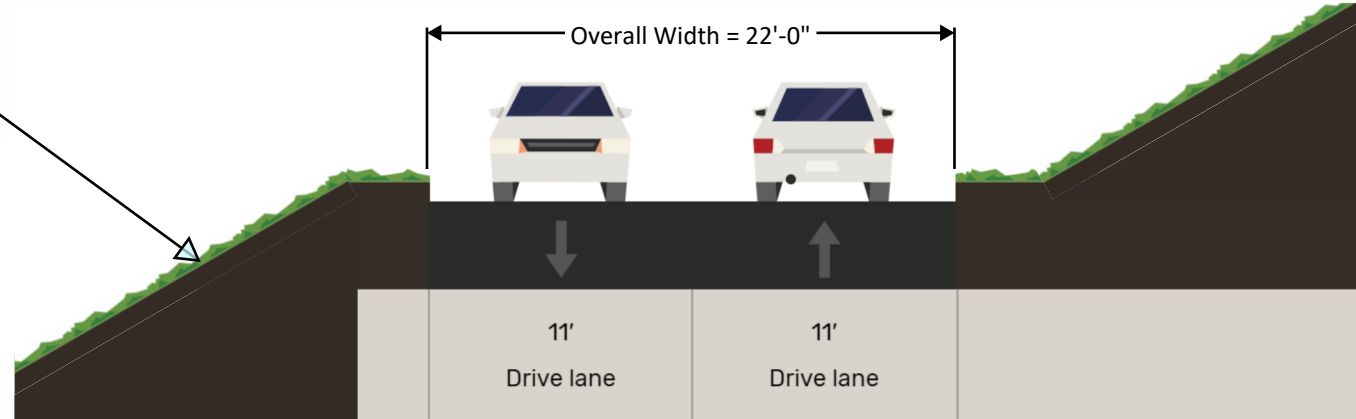 Overall Width = 22'-0"
11’ 11’
Drive lane Drive lane